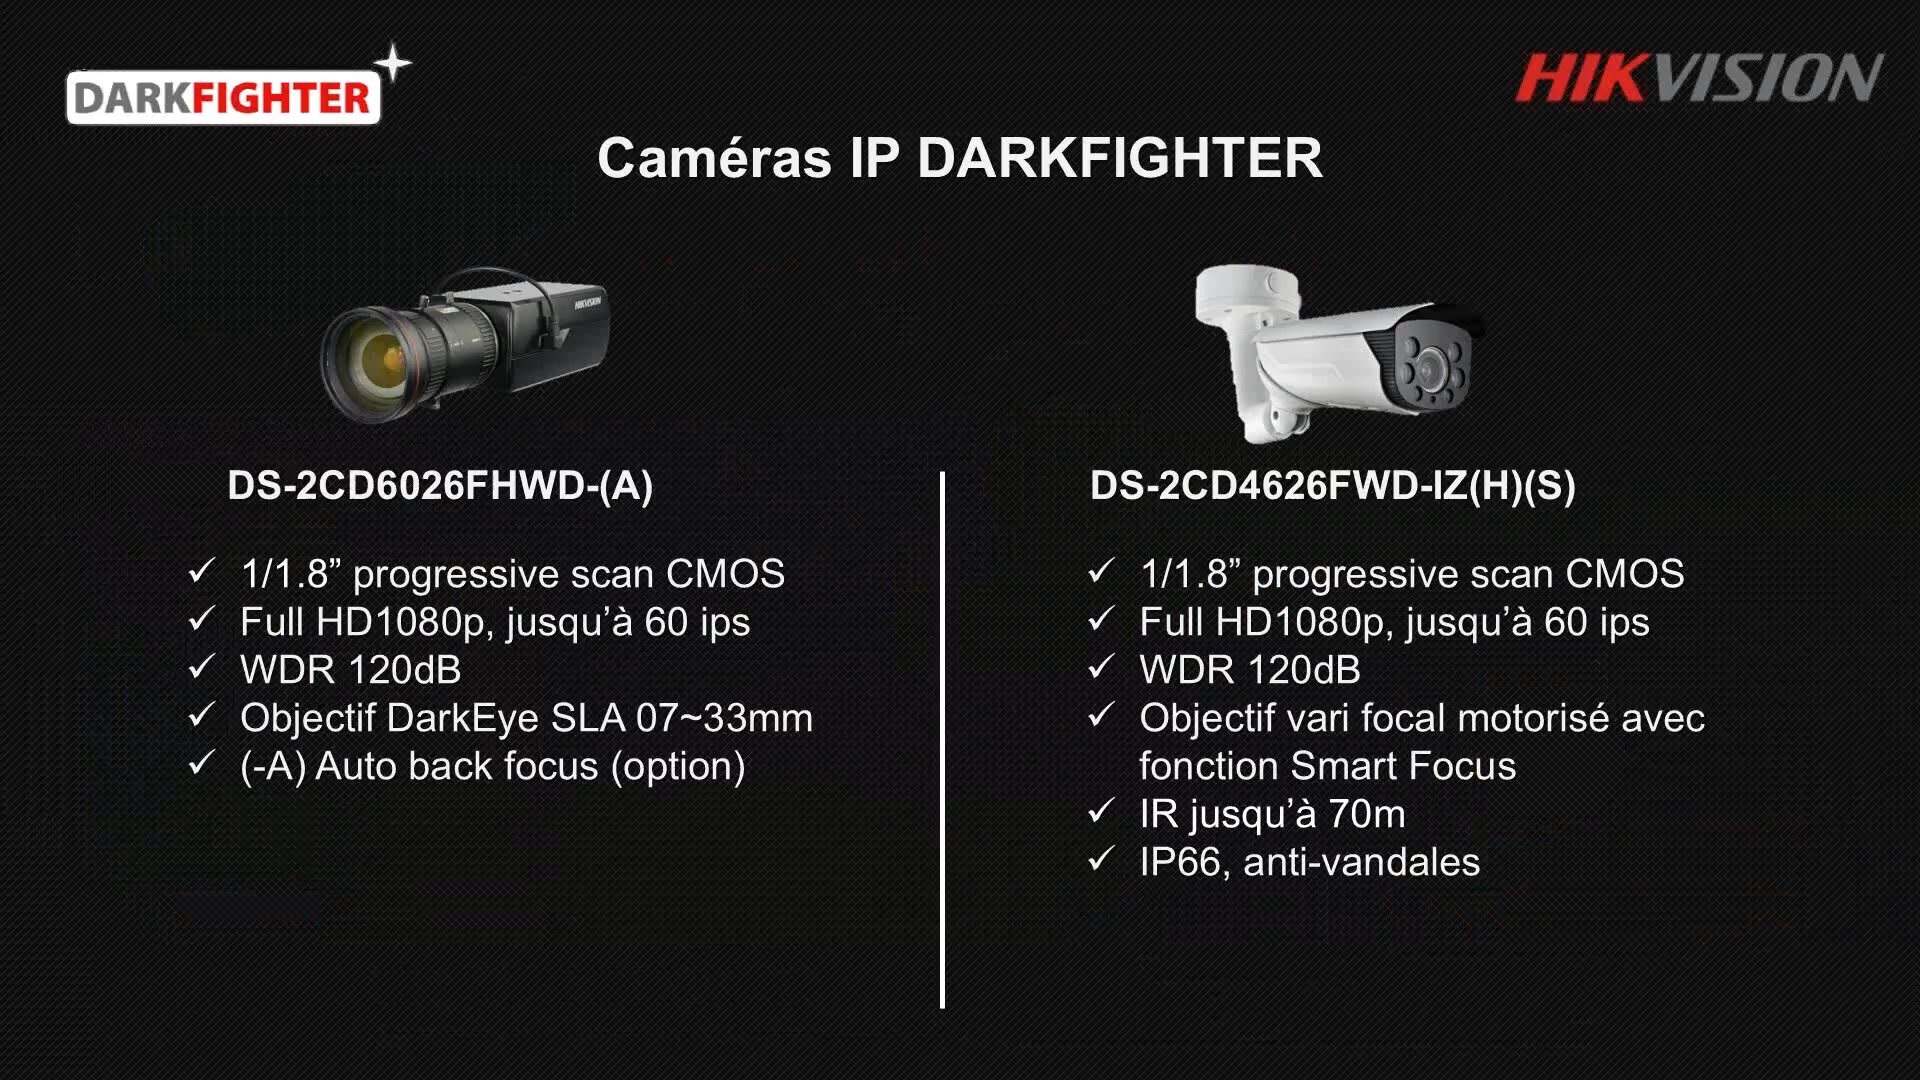 DARKFIGHTER
HIKVISION
Caméras IP DARKFIGHTER
HIKVISION
DS-2CD6026FHWD-(A)
✓ 1/1.8” progressive scan CMOS
✓ Full HD1080p, jusqu’à 60 ips
✓ WDR 120dB
✓ Objectif DarkEye SLA 07~33mm
✓ (-A) Auto back focus (option)
DS-2CD4626FWD-IZ(H)(S)
✓ 1/1.8” progressive scan CMOS
✓ Full HD1080p, jusqu’à 60 ips
✓ WDR 120dB
✓ Objectif vari focal motorisé avec
fonction Smart Focus
✓ IR jusqu’à 70m
✓ IP66, anti-vandales